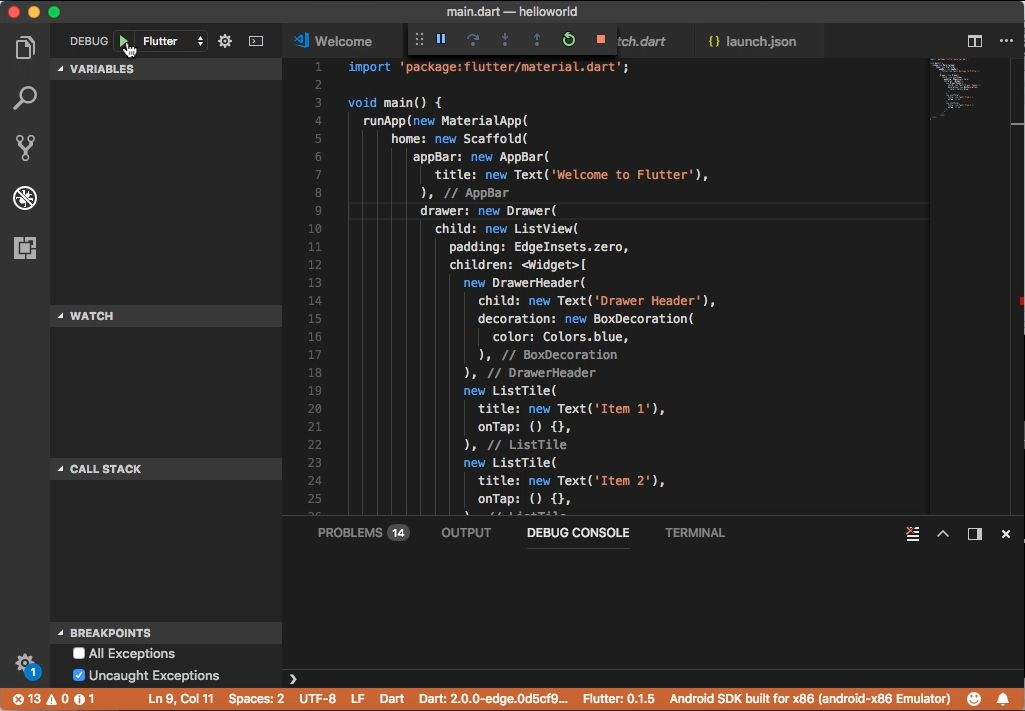 main.dart — helloworld
DEBUG Flutter
Welcome
tch.dart
{} launch.json
VARIABLES
WATCH
CALL STACK
BREAKPOINTS
All Exceptions
Uncaught Exceptions
1
1 import 'package:flutter/material.dart';
2
3 void main() {
4 runApp(new MaterialApp(
5 home: new Scaffold(
6 appBar: new AppBar(
7 title: new Text('Welcome to Flutter'),
8 ), // AppBar
9 drawer: new Drawer(
10 child: new ListView(
11 padding: EdgeInsets.zero,
12 children: <Widget>[
13 new DrawerHeader(
14 child: new Text('Drawer Header'),
15 decoration: new BoxDecoration(
16 color: Colors.blue,
17 ), // BoxDecoration
18 ), // DrawerHeader
19 new ListTile(
20 title: new Text('Item 1'),
21 onTap: () {},
22 ), // ListTile
23 new ListTile(
24 title: new Text('Item 2'),
25 onTap: () {},
26 ), // ListTile
PROBLEMS 14 OUTPUT DEBUG CONSOLE TERMINAL
13 0 1 Ln 9, Col 11 Spaces: 2 UTF-8 LF Dart Dart: 2.0.0-edge.0d5cf9... Flutter: 0.1.5 Android SDK built for x86 (android-x86 Emulator)